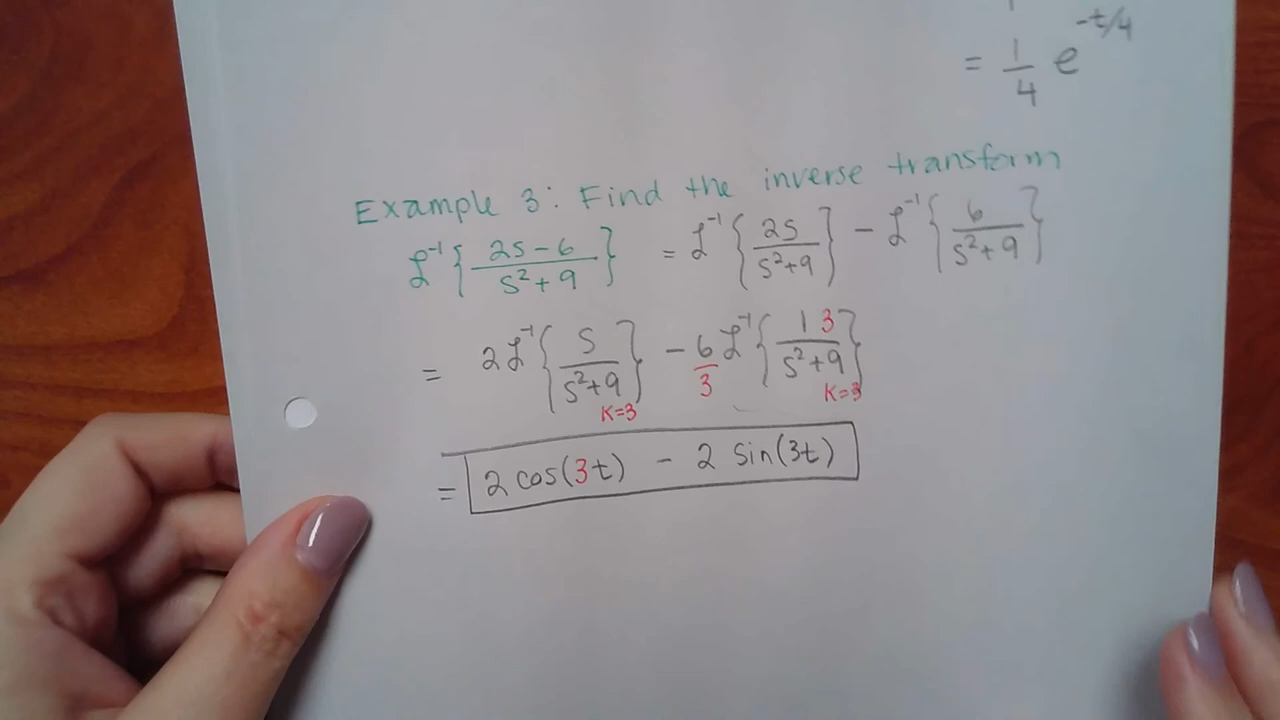 = 1/4 e^{-t/4}
Example 3: Find the inverse transform
ℒ⁻¹{(2s-6)/(s²+9)} = ℒ⁻¹{2s/(s²+9)} - ℒ⁻¹{6/(s²+9)}
= 2ℒ⁻¹{s/(s²+9)} - 6/3 ℒ⁻¹{1 3/(s²+9)}
K=3 K=3
= 2 cos(3t) - 2 sin(3t)